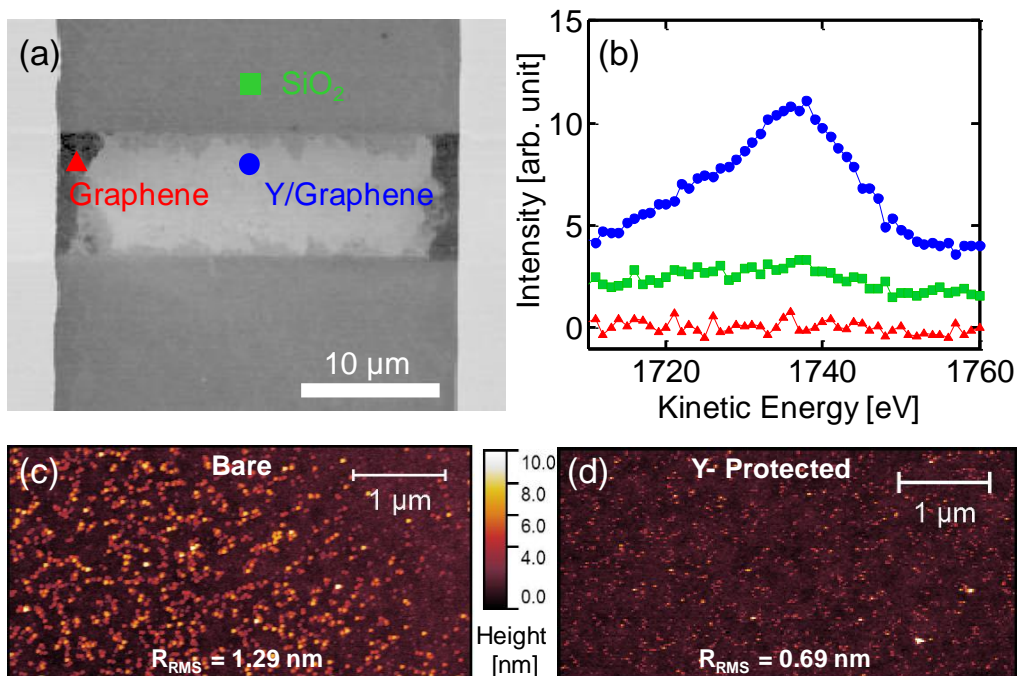 (a)
SiO₂
Graphene
Y/Graphene
10 µm
(b)
Intensity [arb. unit]
15
10
5
0
1720
1740
1760
Kinetic Energy [eV]
(c)
Bare
1 µm
R_RMS = 1.29 nm
10.0
8.0
6.0
4.0
0.0
Height
[nm]
(d)
Y- Protected
1 µm
R_RMS = 0.69 nm